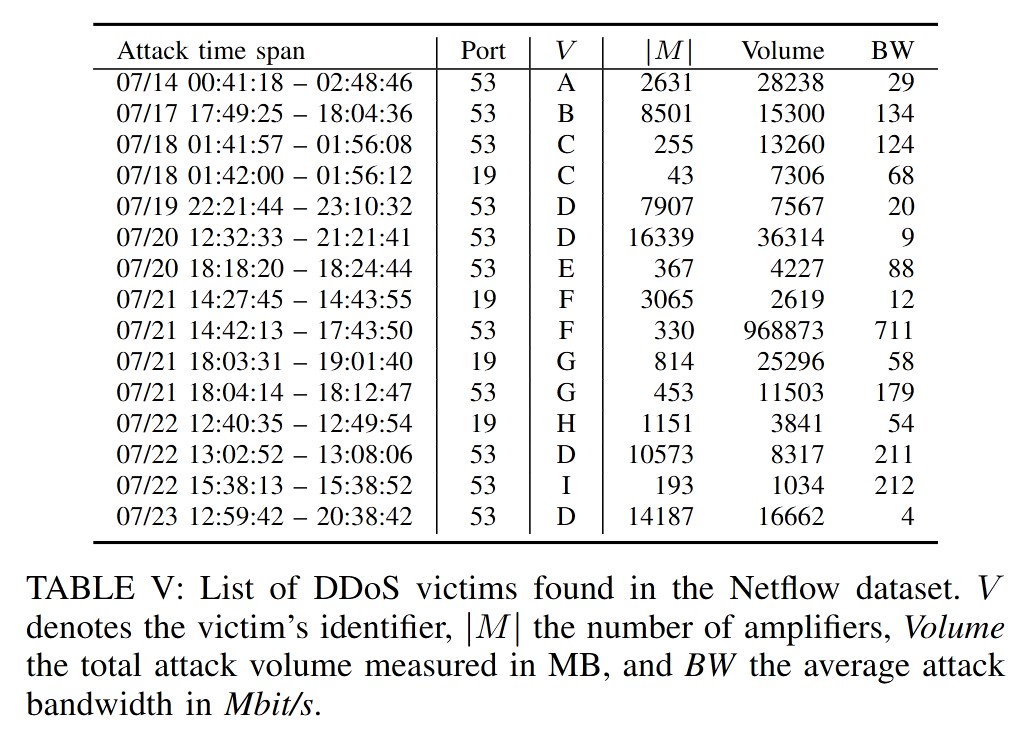 Attack time span Port V |M| Volume BW
07/14 00:41:18 – 02:48:46 53 A 2631 28238 29
07/17 17:49:25 – 18:04:36 53 B 8501 15300 134
07/18 01:41:57 – 01:56:08 53 C 255 13260 124
07/18 01:42:00 – 01:56:12 19 C 43 7306 68
07/19 22:21:44 – 23:10:32 53 D 7907 7567 20
07/20 12:32:33 – 21:21:41 53 D 16339 36314 9
07/20 18:18:20 – 18:24:44 53 E 367 4227 88
07/21 14:27:45 – 14:43:55 19 F 3065 2619 12
07/21 14:42:13 – 17:43:50 53 F 330 968873 711
07/21 18:03:31 – 19:01:40 19 G 814 25296 58
07/21 18:04:14 – 18:12:47 53 G 453 11503 179
07/22 12:40:35 – 12:49:54 19 H 1151 3841 54
07/22 13:02:52 – 13:08:06 53 D 10573 8317 211
07/22 15:38:13 – 15:38:52 53 I 193 1034 212
07/23 12:59:42 – 20:38:42 53 D 14187 16662 4
TABLE V: List of DDoS victims found in the Netflow dataset. V
denotes the victim's identifier, |M| the number of amplifiers, Volume
the total attack volume measured in MB, and BW the average attack
bandwidth in Mbit/s.